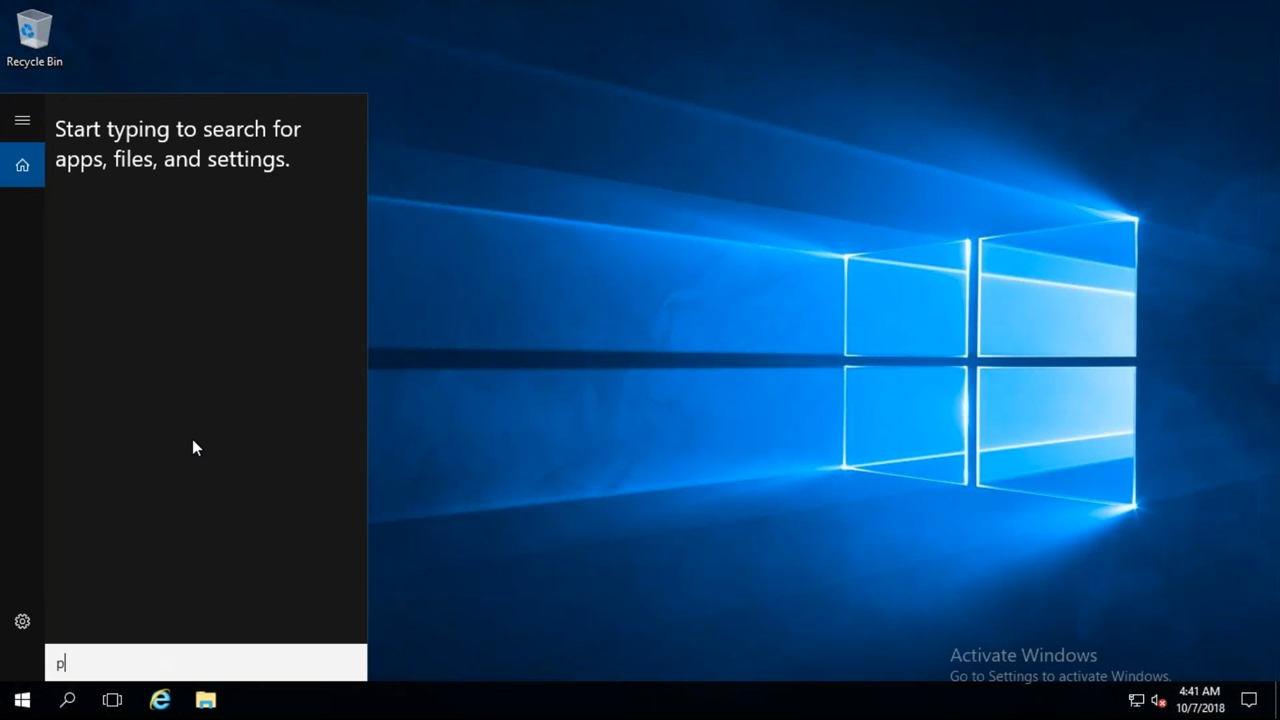 Recycle Bin
Start typing to search for
apps, files, and settings.
p
Activate Windows
Go to Settings to activate Windows.
4:41 AM
10/7/2018